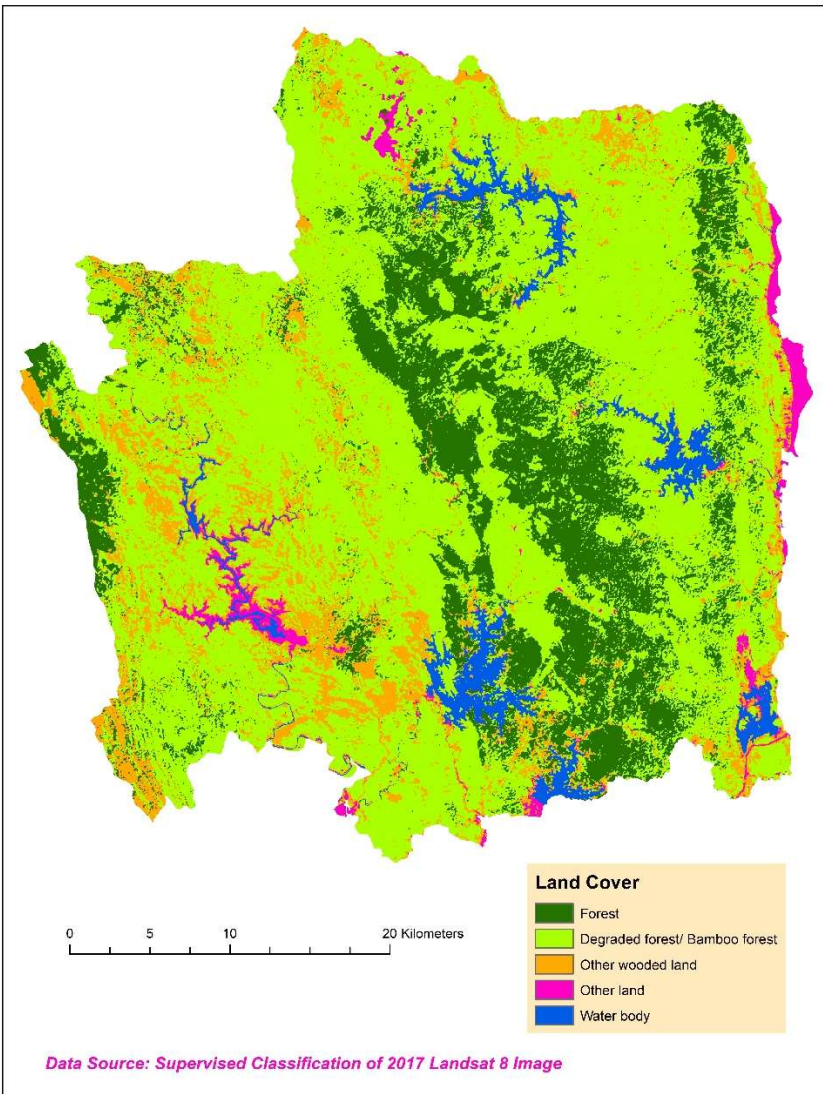 0 5 10 20 Kilometers
Land Cover
Forest
Degraded forest/ Bamboo forest
Other wooded land
Other land
Water body
Data Source: Supervised Classification of 2017 Landsat 8 Image